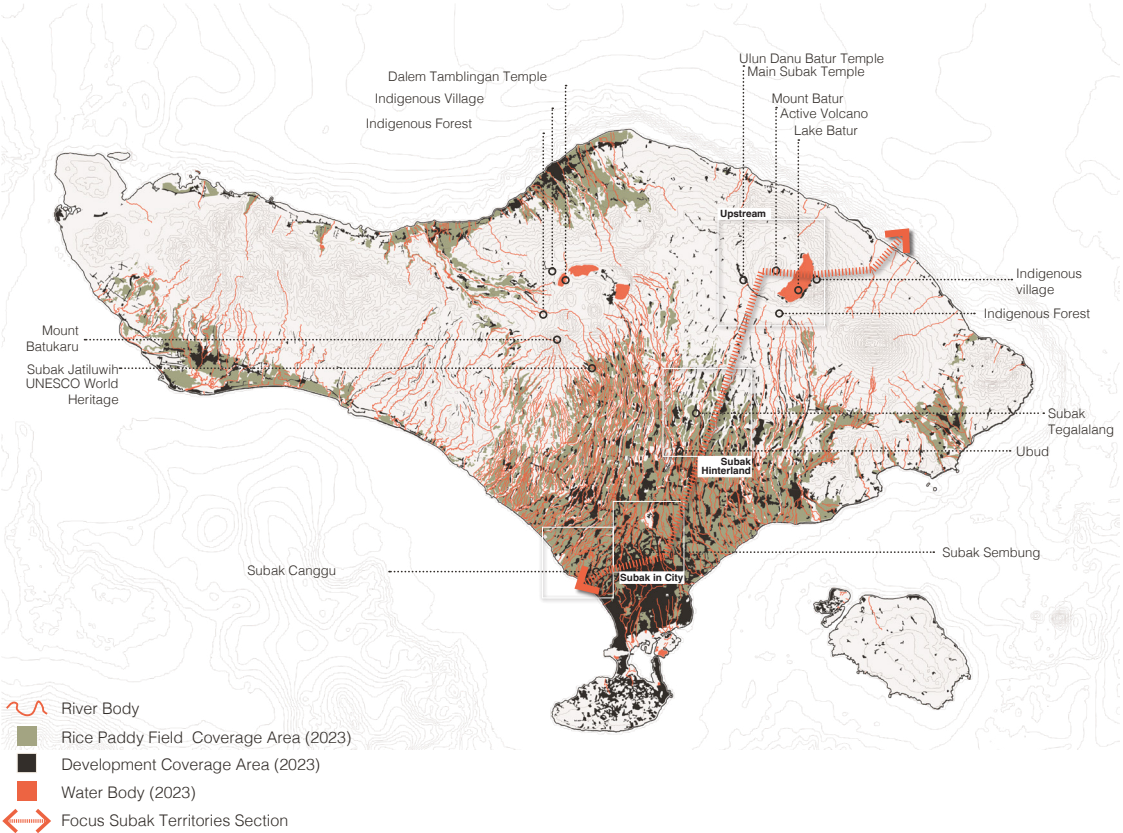 Ulun Danu Batur Temple
Main Subak Temple
Dalem Tamblingan Temple
Indigenous Village
Mount Batur
Active Volcano
Indigenous Forest
Lake Batur
Upstream
Indigenous
village
Indigenous Forest
Mount
Batukaru
Subak Jatiluwih
UNESCO World
Heritage
Subak
Tegalalang
Ubud
Subak
Hinterland
Subak Sembung
Subak Canggu
Subak in City
River Body
Rice Paddy Field Coverage Area (2023)
Development Coverage Area (2023)
Water Body (2023)
Focus Subak Territories Section